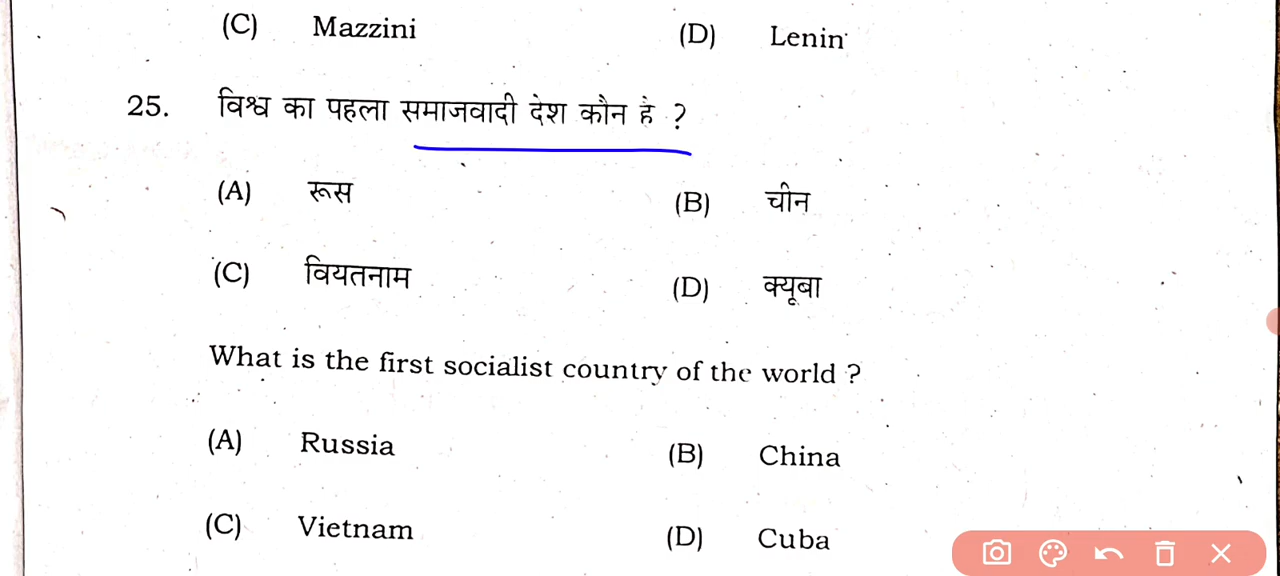 (C) Mazzini (D) Lenin
25. विश्व का पहला समाजवादी देश कौन है ?
(A) रूस (B) चीन
(C) वियतनाम (D) क्यूबा
What is the first socialist country of the world ?
(A) Russia (B) China
(C) Vietnam (D) Cuba